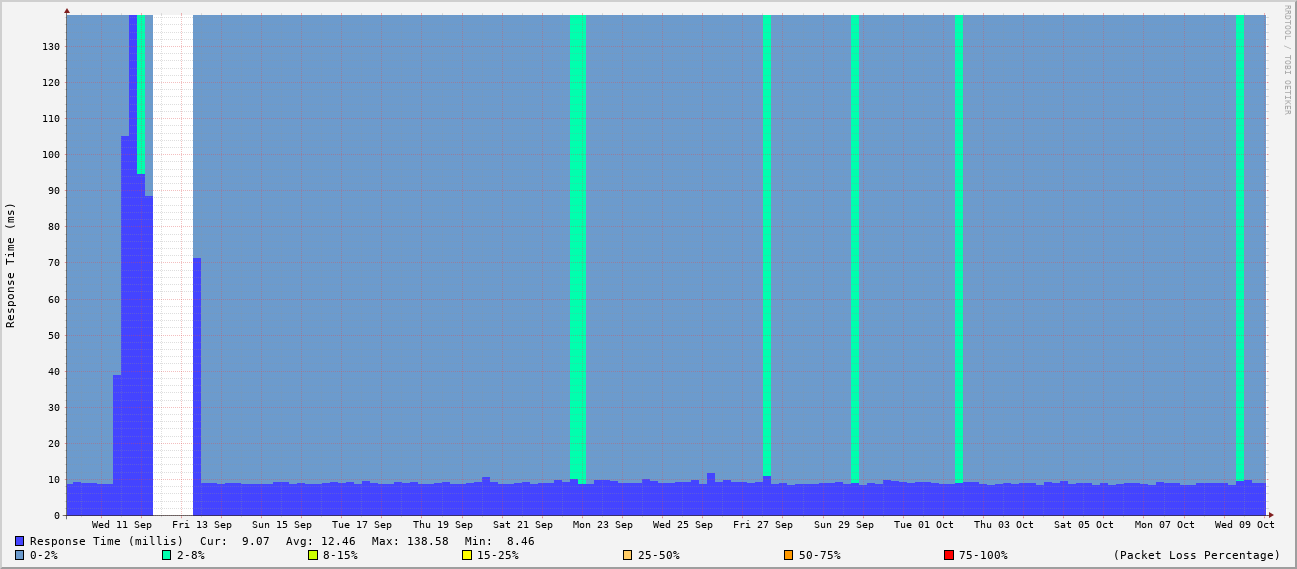 RRDTOOL / TOBI OETIKER
Response Time (ms)
130
120
110
100
90
80
70
60
50
40
30
20
10
0
Wed 11 Sep Fri 13 Sep Sun 15 Sep Tue 17 Sep Thu 19 Sep Sat 21 Sep Mon 23 Sep Wed 25 Sep Fri 27 Sep Sun 29 Sep Tue 01 Oct Thu 03 Oct Sat 05 Oct Mon 07 Oct Wed 09 Oct
Response Time (millis) Cur: 9.07 Avg: 12.46 Max: 138.58 Min: 8.46
0-2% 2-8% 8-15% 15-25% 25-50% 50-75% 75-100% (Packet Loss Percentage)